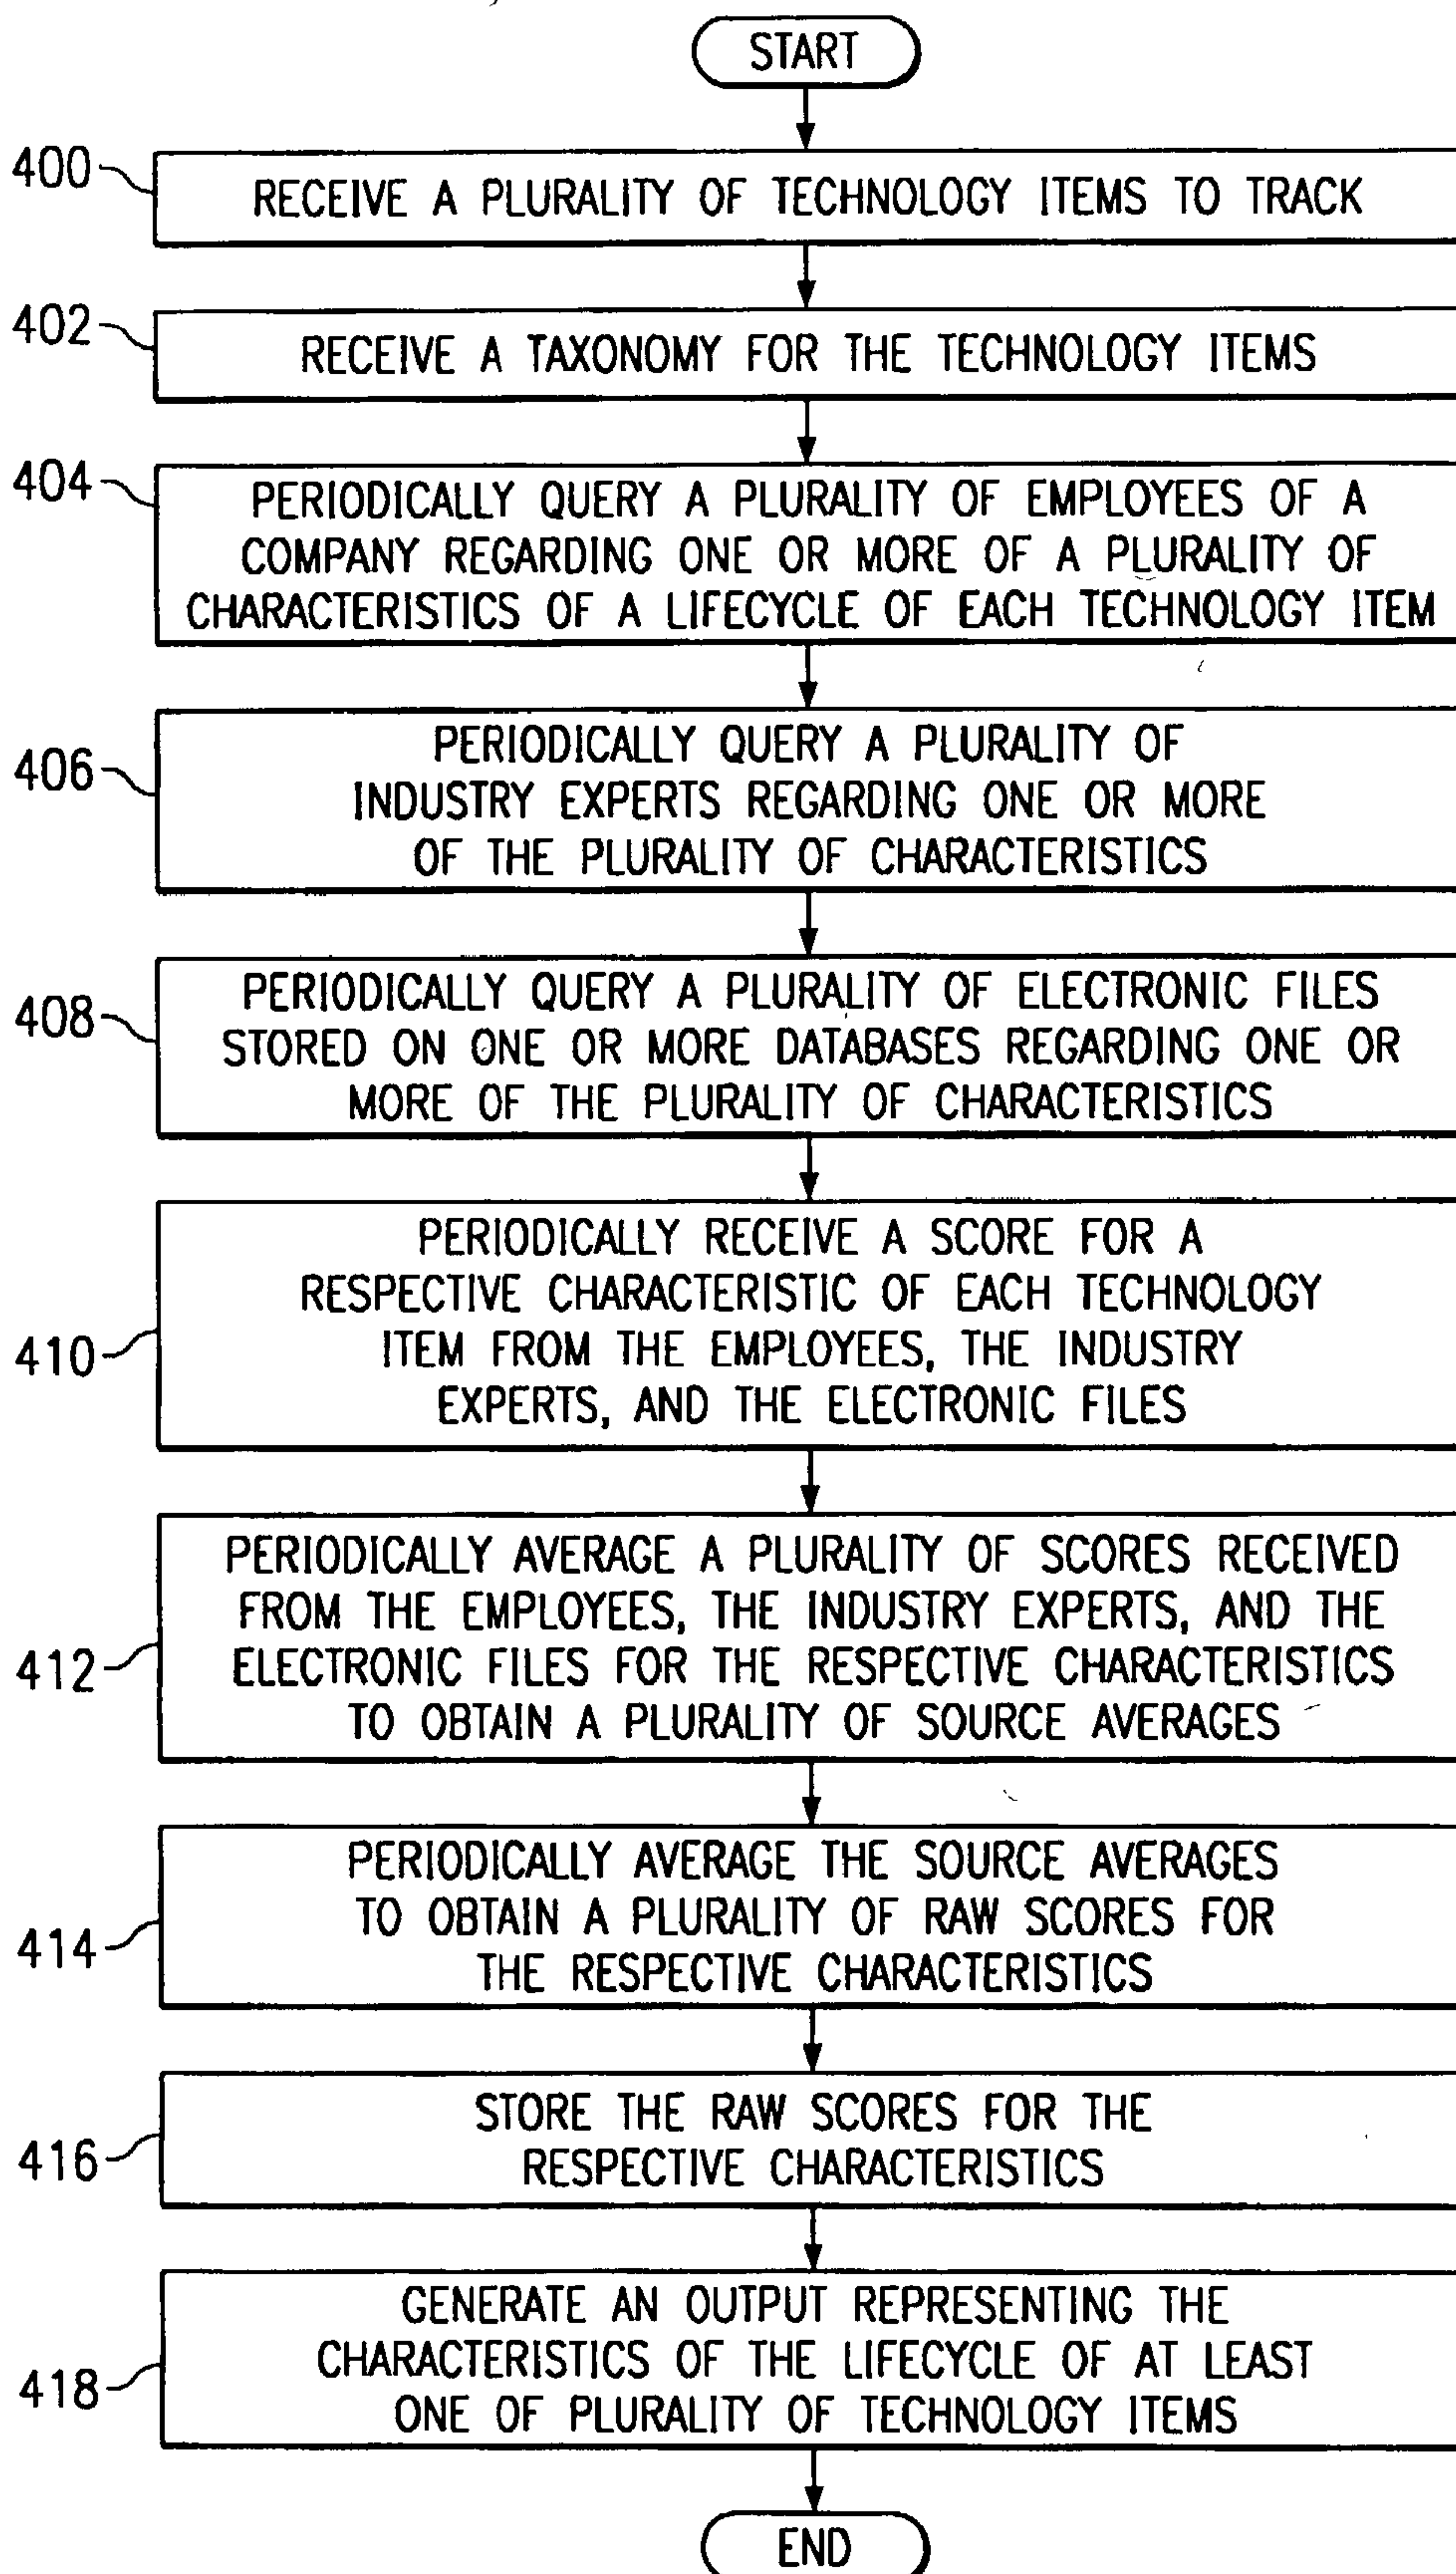 START
400
RECEIVE A PLURALITY OF TECHNOLOGY ITEMS TO TRACK
402
RECEIVE A TAXONOMY FOR THE TECHNOLOGY ITEMS
404
PERIODICALLY QUERY A PLURALITY OF EMPLOYEES OF A
COMPANY REGARDING ONE OR MORE OF A PLURALITY OF
CHARACTERISTICS OF A LIFECYCLE OF EACH TECHNOLOGY ITEM
406
PERIODICALLY QUERY A PLURALITY OF
INDUSTRY EXPERTS REGARDING ONE OR MORE
OF THE PLURALITY OF CHARACTERISTICS
408
PERIODICALLY QUERY A PLURALITY OF ELECTRONIC FILES
STORED ON ONE OR MORE DATABASES REGARDING ONE OR
MORE OF THE PLURALITY OF CHARACTERISTICS
410
PERIODICALLY RECEIVE A SCORE FOR A
RESPECTIVE CHARACTERISTIC OF EACH TECHNOLOGY
ITEM FROM THE EMPLOYEES, THE INDUSTRY
EXPERTS, AND THE ELECTRONIC FILES
412
PERIODICALLY AVERAGE A PLURALITY OF SCORES RECEIVED
FROM THE EMPLOYEES, THE INDUSTRY EXPERTS, AND THE
ELECTRONIC FILES FOR THE RESPECTIVE CHARACTERISTICS
TO OBTAIN A PLURALITY OF SOURCE AVERAGES
414
PERIODICALLY AVERAGE THE SOURCE AVERAGES
TO OBTAIN A PLURALITY OF RAW SCORES FOR
THE RESPECTIVE CHARACTERISTICS
416
STORE THE RAW SCORES FOR THE
RESPECTIVE CHARACTERISTICS
418
GENERATE AN OUTPUT REPRESENTING THE
CHARACTERISTICS OF THE LIFECYCLE OF AT LEAST
ONE OF PLURALITY OF TECHNOLOGY ITEMS
END